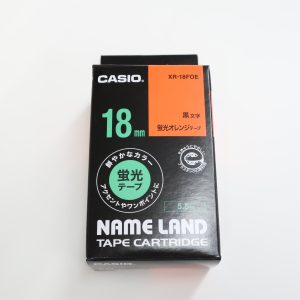 CASIO
XR-18FOE
18mm
黒文字
蛍光オレンジテープ
鮮やかなカラー
蛍光
テープ
アクセントやワンポイントに
NAME LAND
TAPE CARTRIDGE